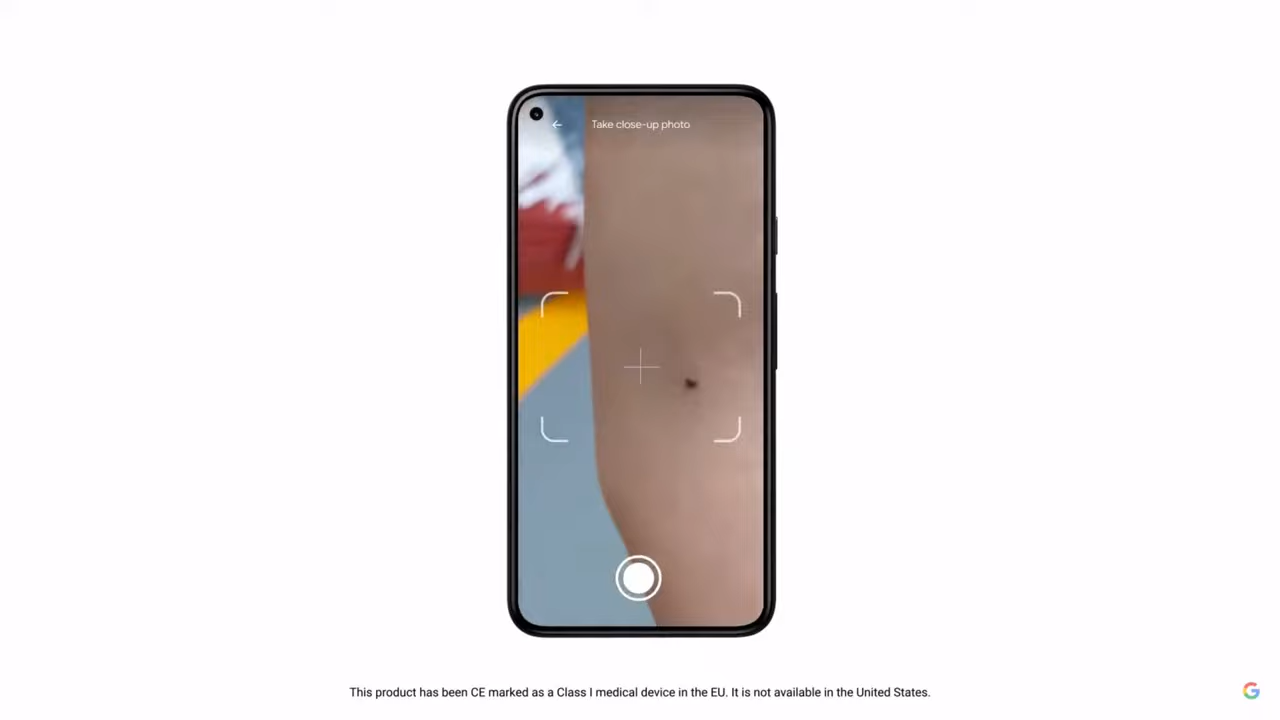 Take close-up photo
This product has been CE marked as a Class I medical device in the EU. It is not available in the United States.